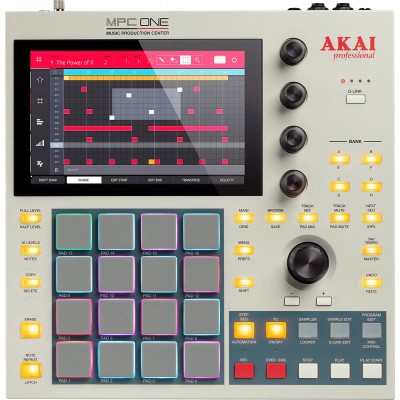 MPC ONE
MUSIC PRODUCTION CENTER
AKAI
professional
1 The Power of X
Q-LINK
BANK
NUDGE
EDIT START
EDIT END
TRANSPOSE
VELOCITY
FULL LEVEL
HALF LEVEL
16 LEVELS
NOTES
COPY
DELETE
ERASE
NOTE
REPEAT
LATCH
PAD 13
PAD 14
PAD 15
PAD 16
PAD 9
PAD 10
PAD 11
PAD 12
PAD 5
PAD 6
PAD 7
PAD 8
PAD 1
PAD 2
PAD 3
PAD 4
MAIN
GRID
BROWSE
SAVE
TRACK
MIX
PAD MIX
TRACK
MUTE
PAD MUTE
NEXT
SEQ
XYFX
MENU
PREFS
TAP
TEMPO
MASTER
SHIFT
UNDO
REDO
- +
STEP
SEQ
AUTOMATION
TC
ON/OFF
SAMPLER
LOOPER
SAMPLE EDIT
Q-LINK EDIT
PROGRAM
EDIT
MIDI
CONTROL
REC
OVER DUB
STOP
PLAY
PLAY START